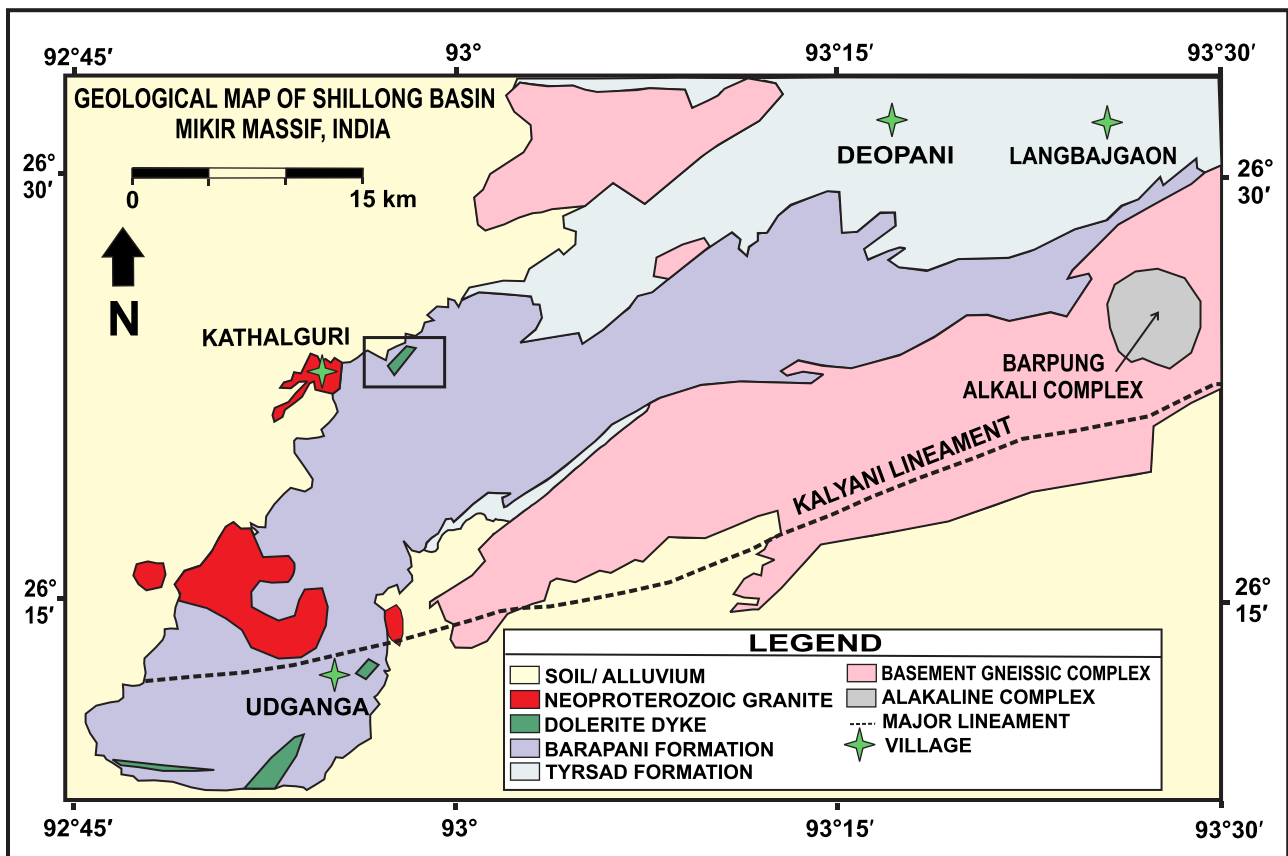 92°45′ 93° 93°15′ 93°30′
GEOLOGICAL MAP OF SHILLONG BASIN
MIKIR MASSIF, INDIA
26°
30′
0 15 km
N
DEOPANI
LANGBAJGAON
26°
30′
KATHALGURI
BARPUNG
ALKALI COMPLEX
KALYANI LINEAMENT
26°
15′
26°
15′
UDGANGA
LEGEND
SOIL/ ALLUVIUM
NEOPROTEROZOIC GRANITE
DOLERITE DYKE
BARAPANI FORMATION
TYRSAD FORMATION
BASEMENT GNEISSIC COMPLEX
ALAKALINE COMPLEX
MAJOR LINEAMENT
VILLAGE
92°45′ 93° 93°15′ 93°30′